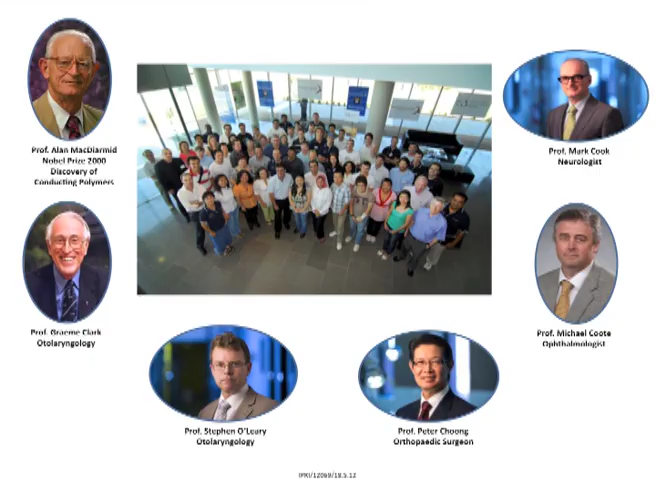 Prof. Alan MacDiarmid
Nobel Prize 2000
Discovery of
Conducting Polymers
Prof. Mark Cook
Neurologist
Prof. Graeme Clark
Otolaryngology
Prof. Michael Coote
Ophthalmologist
Prof. Stephen O'Leary
Otolaryngology
Prof. Peter Choong
Orthopaedic Surgeon